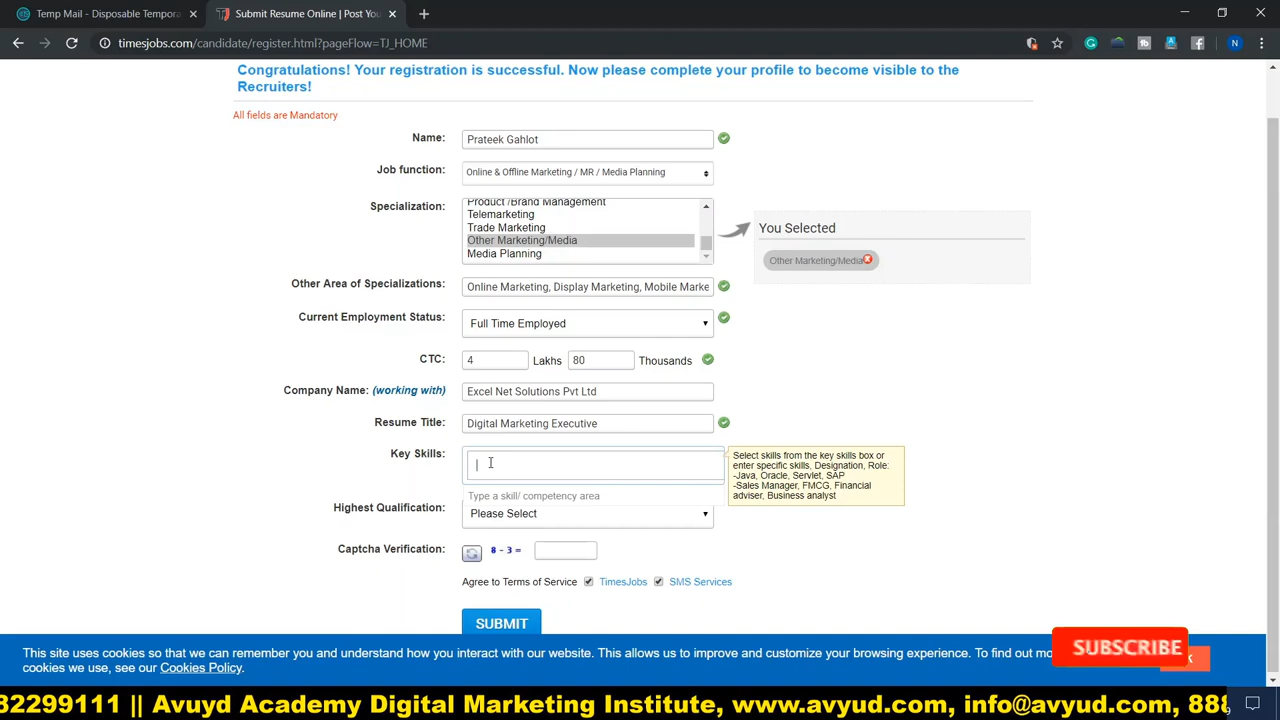 Temp Mail - Disposable Tempora
Submit Resume Online | Post You
timesjobs.com/candidate/register.html?pageFlow=TJ_HOME
N
Congratulations! Your registration is successful. Now please complete your profile to become visible to the
Recruiters!
All fields are Mandatory
Name: Prateek Gahlot
Job function: Online & Offline Marketing / MR / Media Planning
Specialization:
Product /Brand Management
Telemarketing
Trade Marketing
Other Marketing/Media
Media Planning
You Selected
Other Marketing/Media
Other Area of Specializations: Online Marketing, Display Marketing, Mobile Marke
Current Employment Status: Full Time Employed
CTC: 4 Lakhs 80 Thousands
Company Name: (working with) Excel Net Solutions Pvt Ltd
Resume Title: Digital Marketing Executive
Key Skills:
Type a skill/ competency area
Select skills from the key skills box or
enter specific skills, Designation, Role:
-Java, Oracle, Servlet, SAP
-Sales Manager, FMCG, Financial
adviser, Business analyst
Highest Qualification: Please Select
Captcha Verification: 8 - 3 =
Agree to Terms of Service TimesJobs SMS Services
SUBMIT
This site uses cookies so that we can remember you and understand how you interact with our website. This allows us to improve and customize your browsing experience. To find out mo
cookies we use, see our Cookies Policy.
SUBSCRIBE
82299111 || Avuyd Academy Digital Marketing Institute, www.avyud.com, info@avyud.com, 888